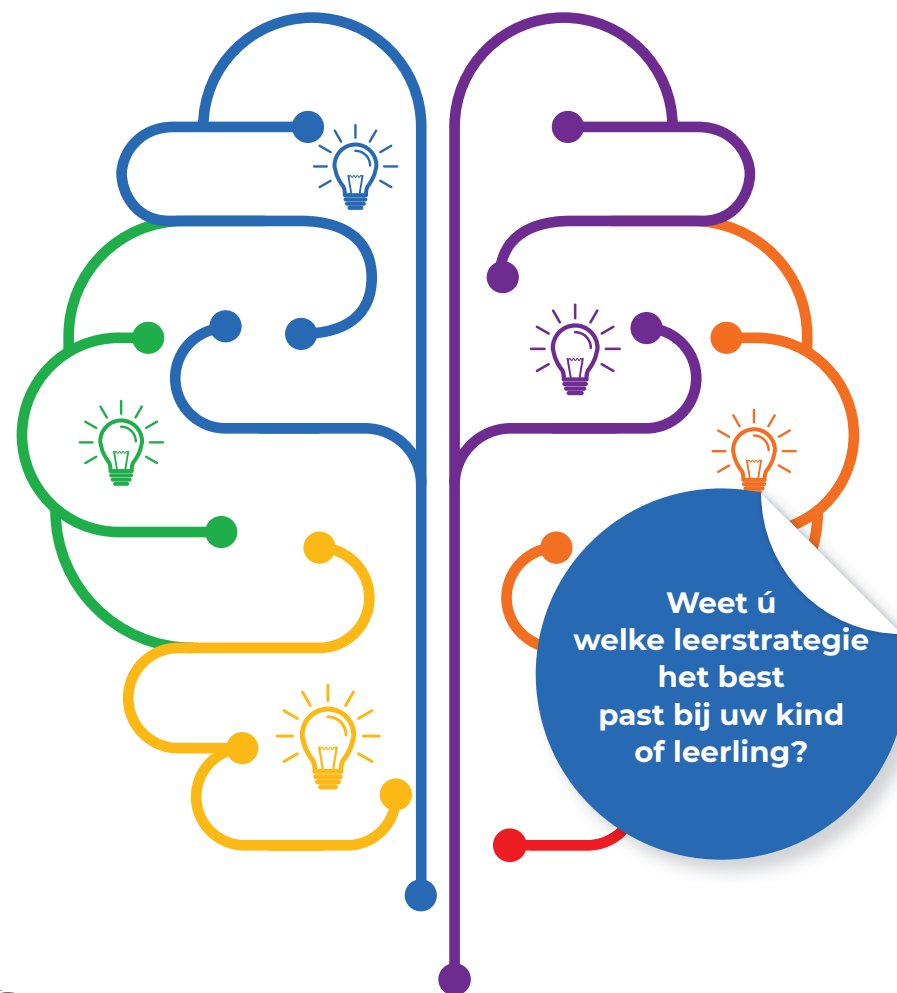 Weet ú
welke leerstrategie
het best
past bij uw kind
of leerling?